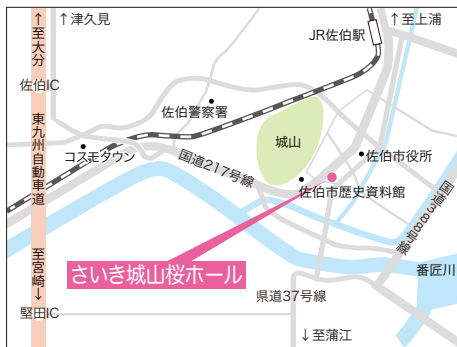 ↑至大分
↑至津久見
JR佐伯駅
↑至上浦
佐伯IC
佐伯警察署
東九州自動車道
コスモタウン
城山
佐伯市役所
国道217号線
佐伯市歴史資料館
国道388号線
至宮崎↓
さいき城山桜ホール
番匠川
県道37号線
堅田IC
↓至蒲江